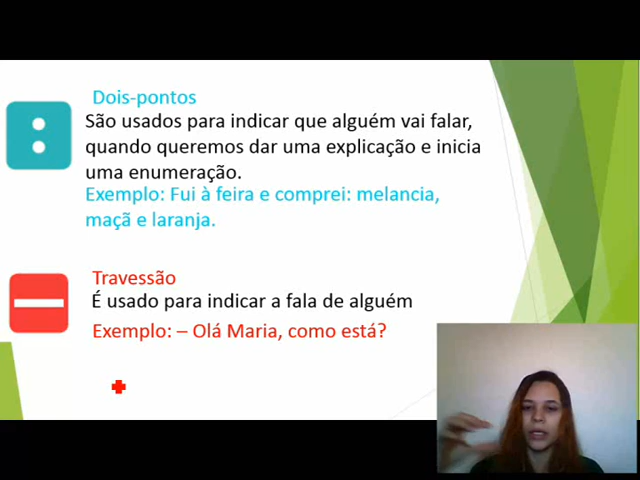 Dois-pontos
São usados para indicar que alguém vai falar,
quando queremos dar uma explicação e inicia
uma enumeração.
Exemplo: Fui à feira e comprei: melancia,
maçã e laranja.
Travessão
É usado para indicar a fala de alguém
Exemplo: – Olá Maria, como está?